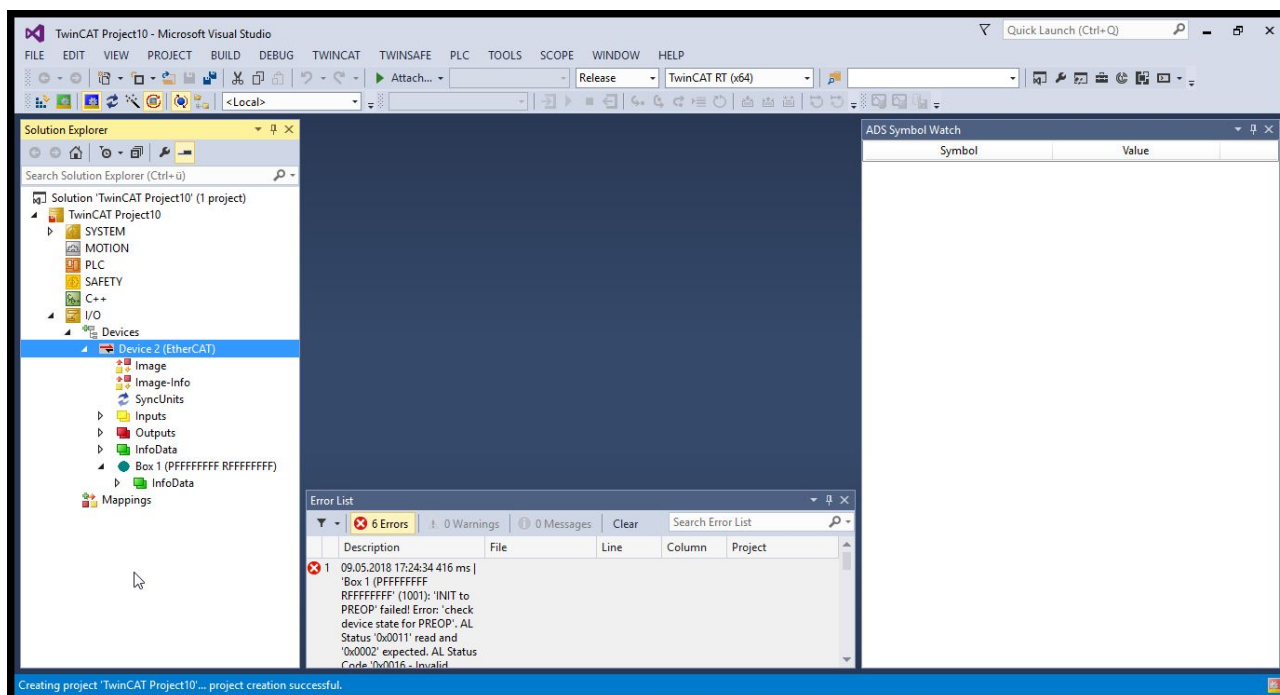 TwinCAT Project10 - Microsoft Visual Studio
Quick Launch (Ctrl+Q)
FILE EDIT VIEW PROJECT BUILD DEBUG TWINCAT TWINSAFE PLC TOOLS SCOPE WINDOW HELP
Attach... Release TwinCAT RT (x64)
<Local>
Solution Explorer
Search Solution Explorer (Ctrl+ü)
Solution 'TwinCAT Project10' (1 project)
TwinCAT Project10
SYSTEM
MOTION
PLC
SAFETY
C++
I/O
Devices
Device 2 (EtherCAT)
Image
Image-Info
SyncUnits
Inputs
Outputs
InfoData
Box 1 (PFFFFFFFF RFFFFFFFF)
InfoData
Mappings
Error List
6 Errors 0 Warnings 0 Messages Clear Search Error List
Description File Line Column Project
1 09.05.2018 17:24:34 416 ms |
'Box 1 (PFFFFFFFF
RFFFFFFFF)' (1001): 'INIT to
PREOP' failed! Error: 'check
device state for PREOP'. AL
Status '0x0011' read and
'0x0002' expected. AL Status
Code '0x0016 - Invalid
ADS Symbol Watch
Symbol Value
Creating project 'TwinCAT Project10'... project creation successful.